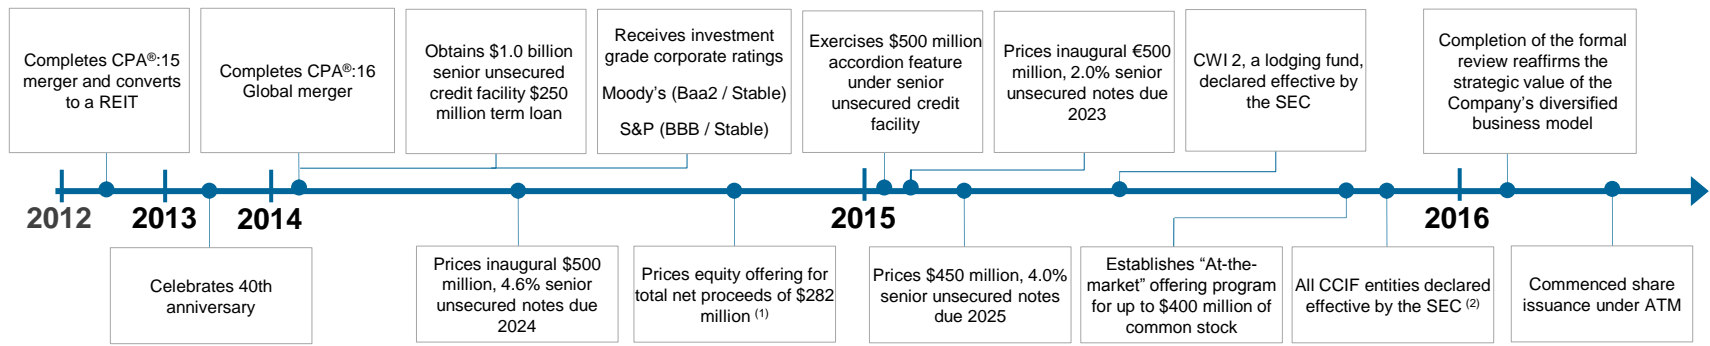 Completes CPA®:15
merger and converts
to a REIT
Completes CPA®:16
Global merger
Obtains $1.0 billion
senior unsecured
credit facility $250
million term loan
Receives investment
grade corporate ratings
Moody's (Baa2 / Stable)
S&P (BBB / Stable)
Exercises $500 million
accordion feature
under senior
unsecured credit
facility
Prices inaugural €500
million, 2.0% senior
unsecured notes due
2023
CWI 2, a lodging fund,
declared effective by
the SEC
Completion of the formal
review reaffirms the
strategic value of the
Company's diversified
business model
2012
2013
2014
2015
2016
Celebrates 40th
anniversary
Prices inaugural $500
million, 4.6% senior
unsecured notes due
2024
Prices equity offering for
total net proceeds of $282
million (1)
Prices $450 million, 4.0%
senior unsecured notes
due 2025
Establishes “At-the-
market” offering program
for up to $400 million of
common stock
All CCIF entities declared
effective by the SEC (2)
Commenced share
issuance under ATM